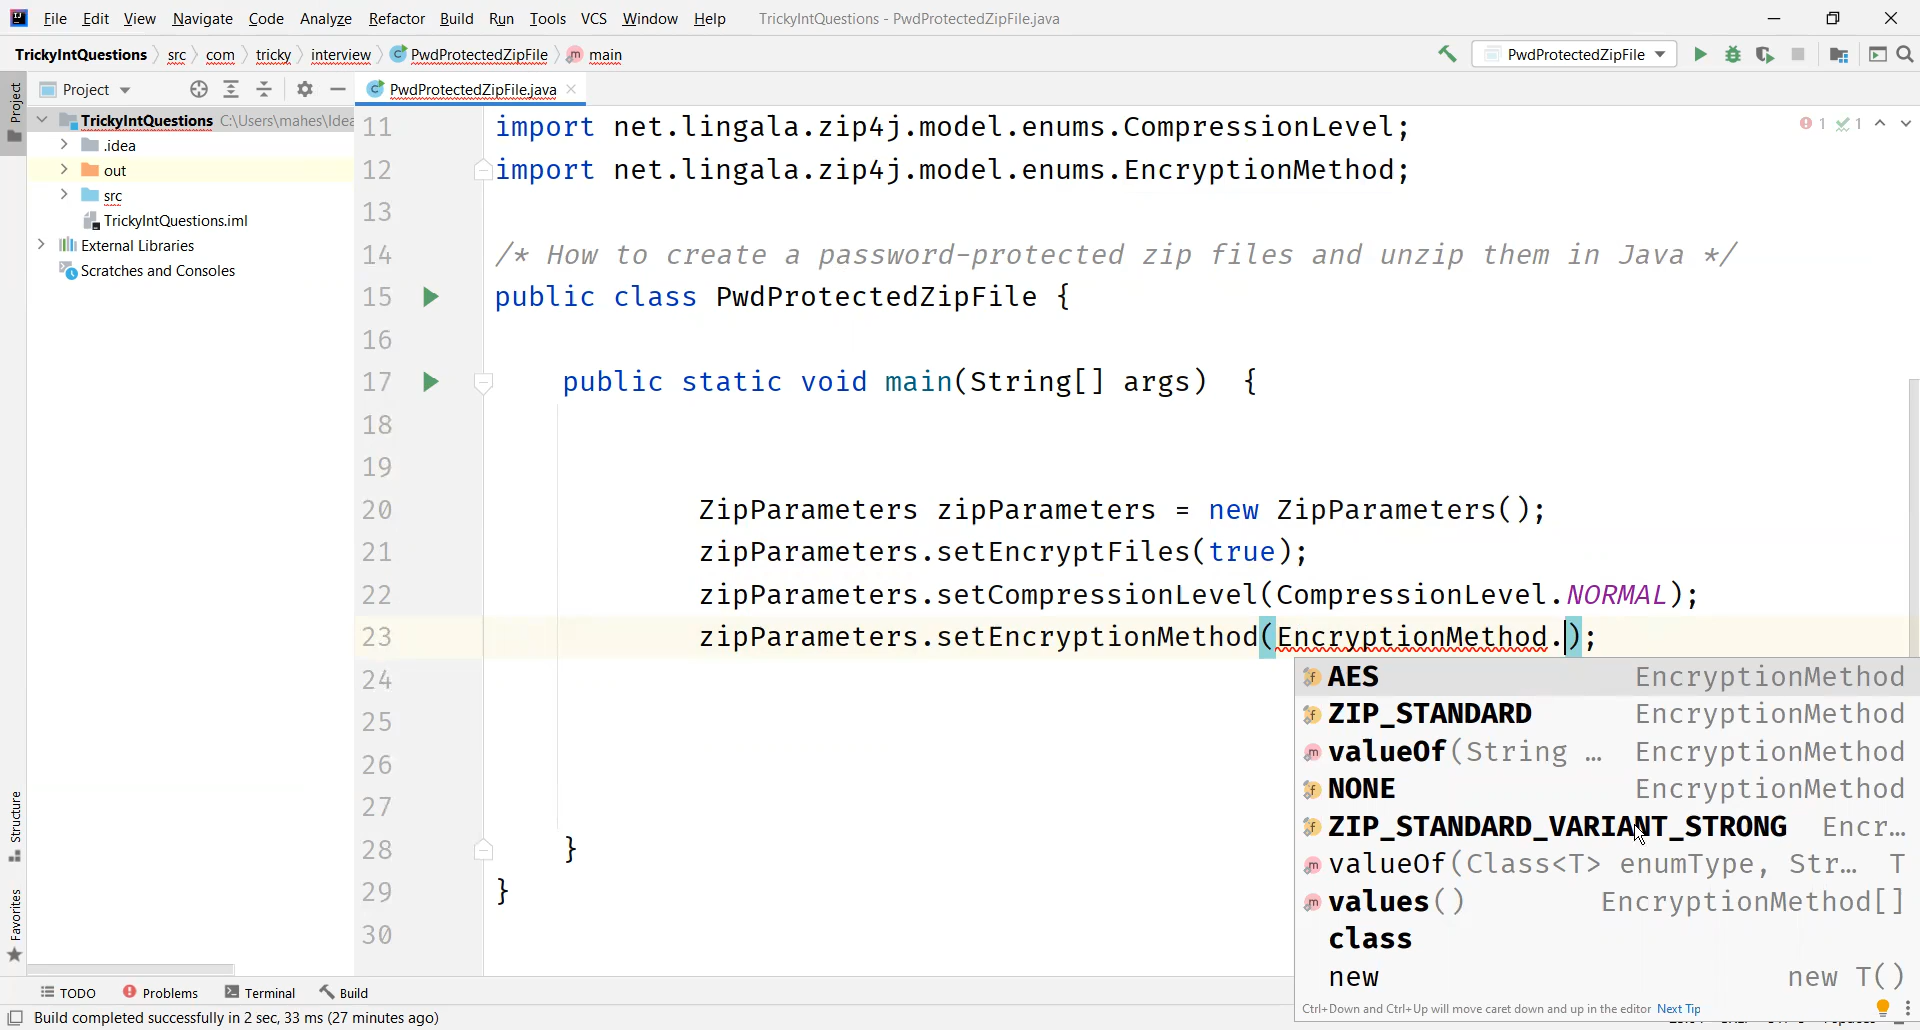 File Edit View Navigate Code Analyze Refactor Build Run Tools VCS Window Help TrickyIntQuestions - PwdProtectedZipFile.java
TrickyIntQuestions src com tricky interview PwdProtectedZipFile main PwdProtectedZipFile
Project PwdProtectedZipFile.java
Project
TrickyIntQuestions C:\Users\mahes\Idea
.idea
out
src
TrickyIntQuestions.iml
External Libraries
Scratches and Consoles
1 1
11 import net.lingala.zip4j.model.enums.CompressionLevel;
12 import net.lingala.zip4j.model.enums.EncryptionMethod;
13
14 /* How to create a password-protected zip files and unzip them in Java */
15 public class PwdProtectedZipFile {
16
17 public static void main(String[] args) {
18
19
20 ZipParameters zipParameters = new ZipParameters();
21 zipParameters.setEncryptFiles(true);
22 zipParameters.setCompressionLevel(CompressionLevel.NORMAL);
23 zipParameters.setEncryptionMethod(EncryptionMethod.);
24
25
26
27
28 }
29 }
30
AES EncryptionMethod
ZIP_STANDARD EncryptionMethod
valueOf(String … EncryptionMethod
NONE EncryptionMethod
ZIP_STANDARD_VARIANT_STRONG Encr…
valueOf(Class<T> enumType, Str… T
values() EncryptionMethod[]
class
new new T()
Ctrl+Down and Ctrl+Up will move caret down and up in the editor Next Tip
Structure
Favorites
TODO Problems Terminal Build
Build completed successfully in 2 sec, 33 ms (27 minutes ago)